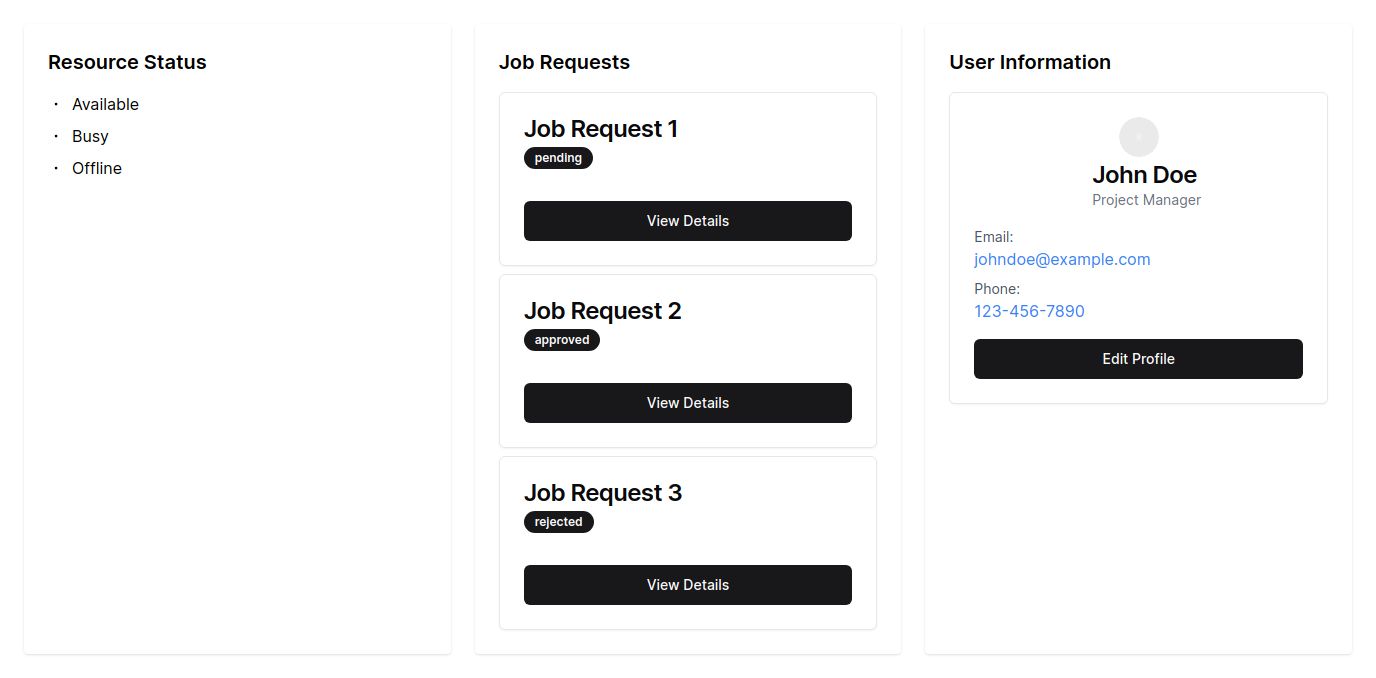 Resource Status
Available
Busy
Offline
Job Requests
Job Request 1
pending
View Details
Job Request 2
approved
View Details
Job Request 3
rejected
View Details
User Information
John Doe
Project Manager
Email:
johndoe@example.com
Phone:
123-456-7890
Edit Profile